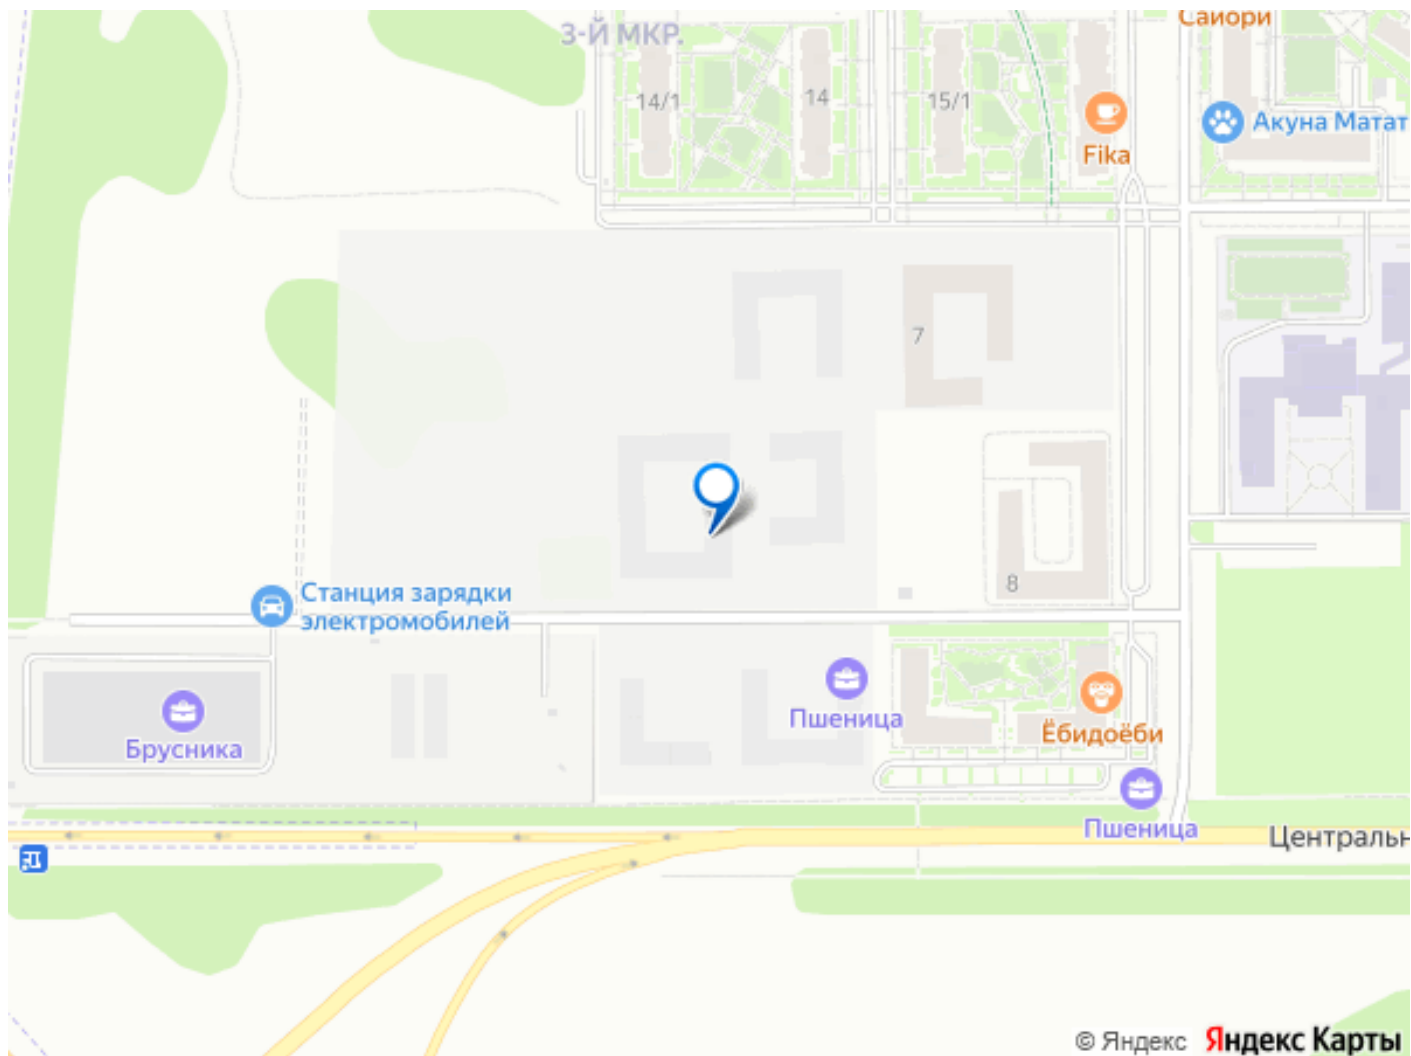 Сайори
3-Й МКР.
14/1
14
15/1
Fika
Акуна Матат
7
Станция зарядки
электромобилей
8
Пшеница
Брусника
Ёбидоёби
Пшеница
Центральн
© Яндекс Яндекс Карты